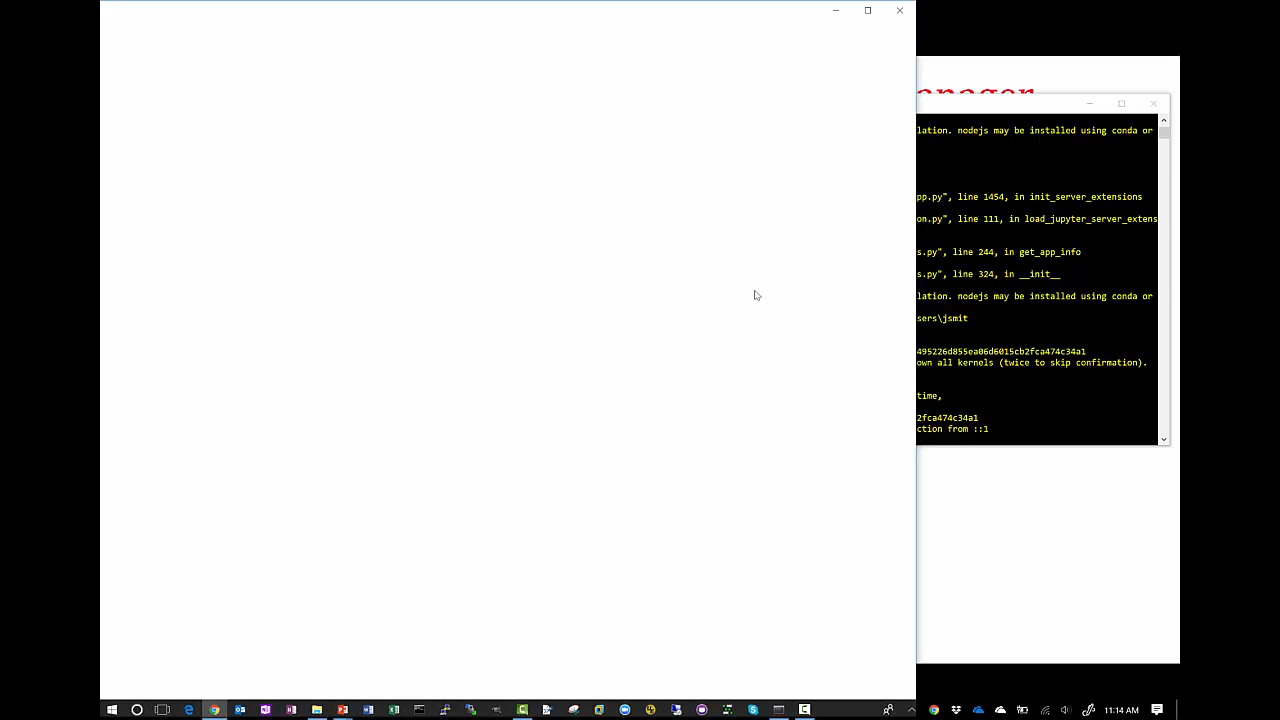 anager
lation. nodejs may be installed using conda or
pp.py", line 1454, in init_server_extensions
on.py", line 111, in load_jupyter_server_extens
s.py", line 244, in get_app_info
s.py", line 324, in __init__
lation. nodejs may be installed using conda or
sers\jsmit
495226d855ea06d6015cb2fca474c34a1
own all kernels (twice to skip confirmation).
time,
2fca474c34a1
ction from ::1
11:14 AM